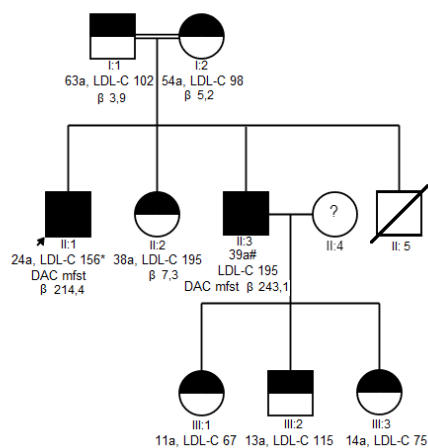 I:1
I:2
63a, LDL-C 102
54a, LDL-C 98
β 3,9
β 5,2
?
II:1
II:2
II:3
II:4
II: 5
24a, LDL-C 156*
DAC mfst
β 214,4
38a, LDL-C 195
β 7,3
39a#
LDL-C 195
DAC mfst β 243,1
III:1
III:2
III:3
11a, LDL-C 67
13a, LDL-C 115
14a, LDL-C 75